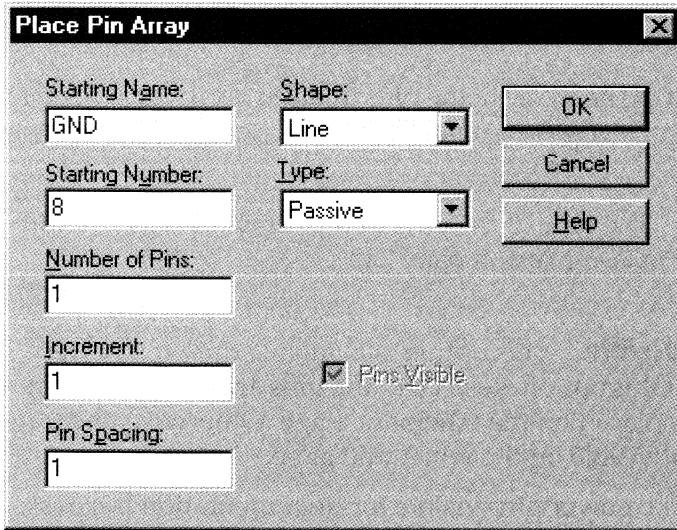 Place Pin Array
Starting Name:
GND
Shape:
Line
OK
Starting Number:
8
Type:
Passive
Cancel
Help
Number of Pins:
1
Increment:
1
Pins Visible
Pin Spacing:
1